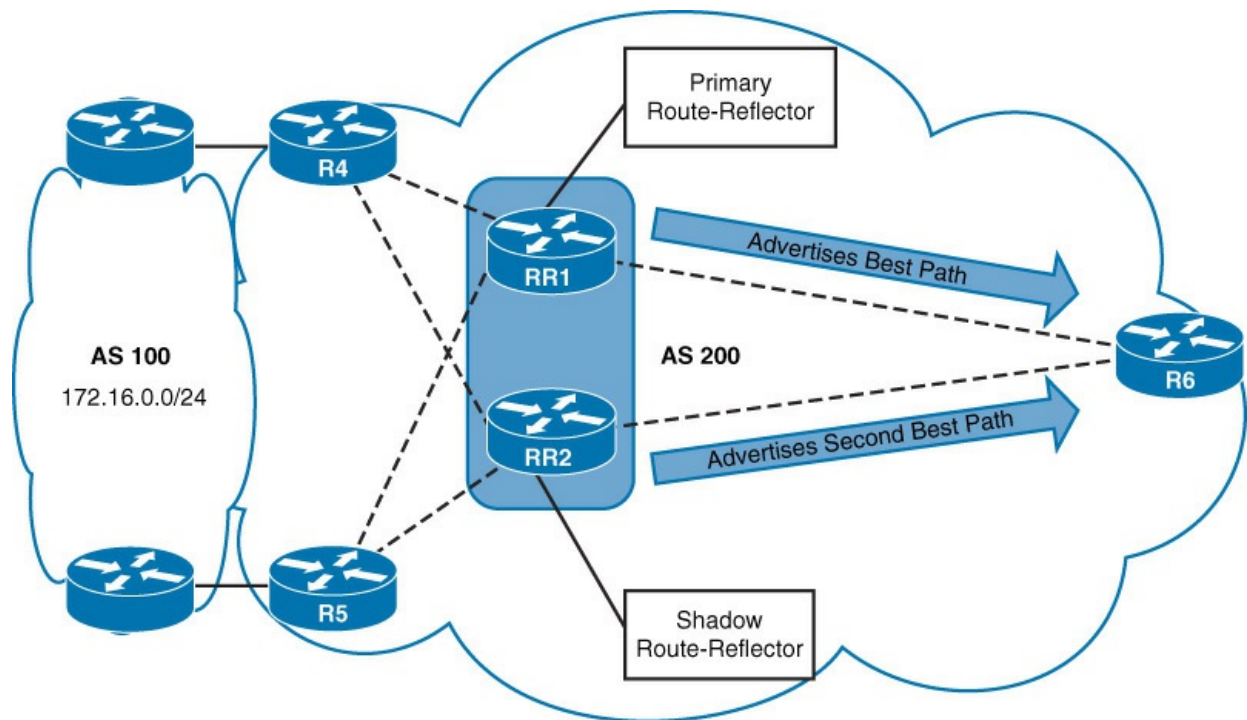 Primary
Route-Reflector
R4
RR1
Advertises Best Path
AS 100
172.16.0.0/24
AS 200
R6
RR2
Advertises Second Best Path
R5
Shadow
Route-Reflector